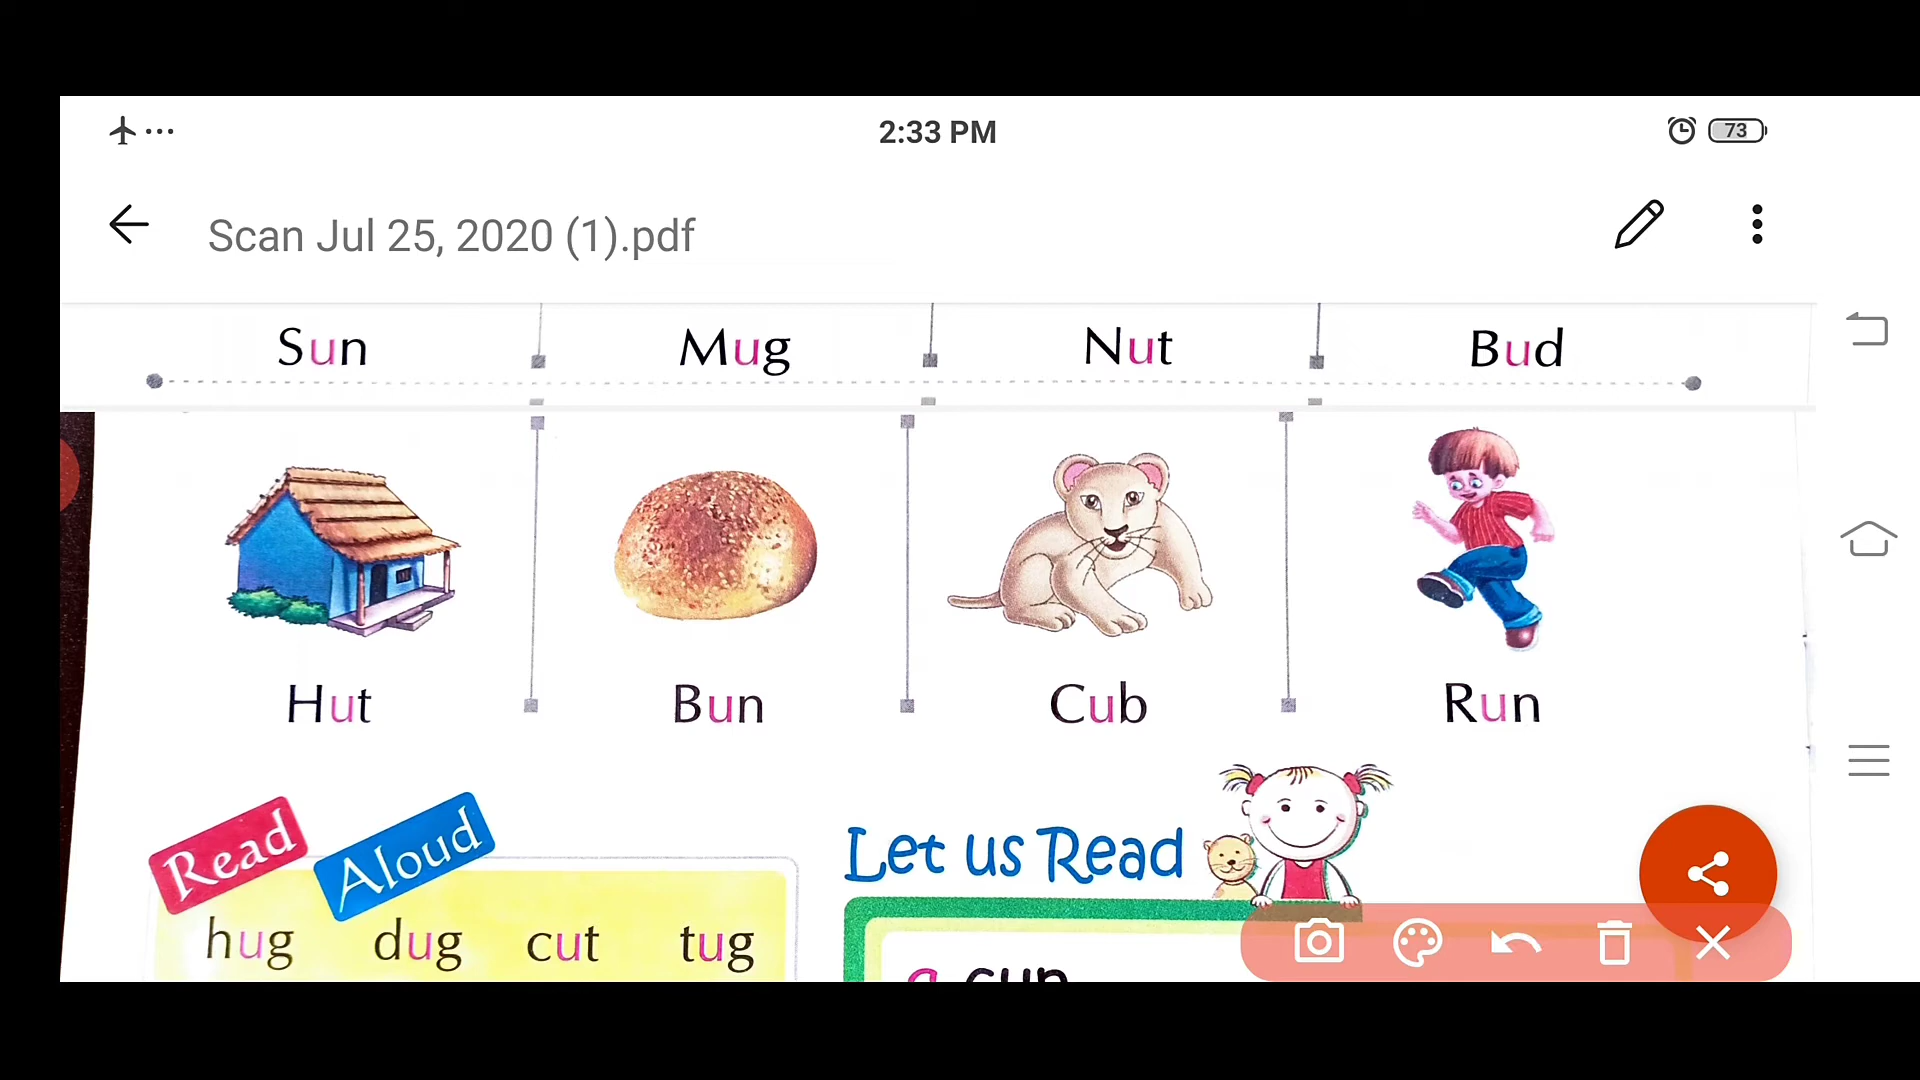 2:33 PM
73
Scan Jul 25, 2020 (1).pdf
Sun Mug Nut Bud
Hut Bun Cub Run
Read Aloud
Let us Read
hug dug cut tug
a cup